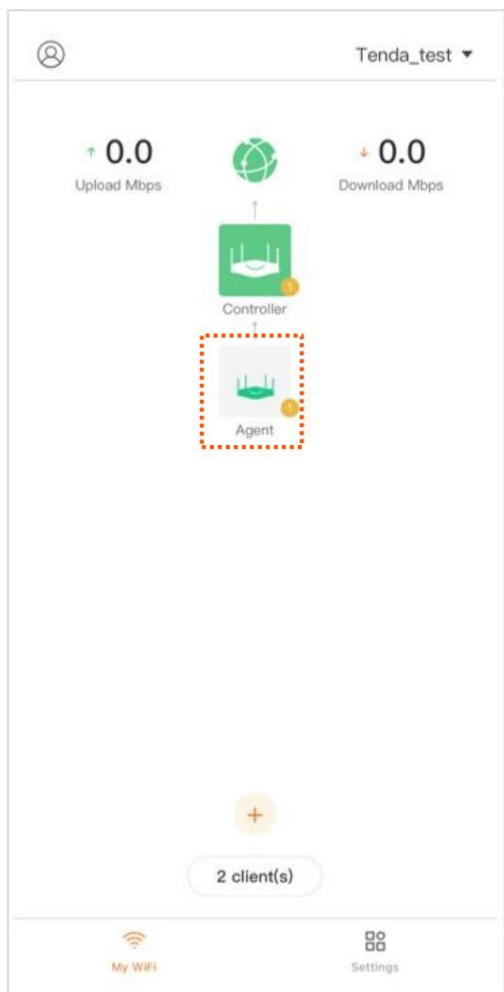 Tenda_test
0.0
Upload Mbps
0.0
Download Mbps
1
Controller
1
Agent
+
2 client(s)
My WiFi
Settings